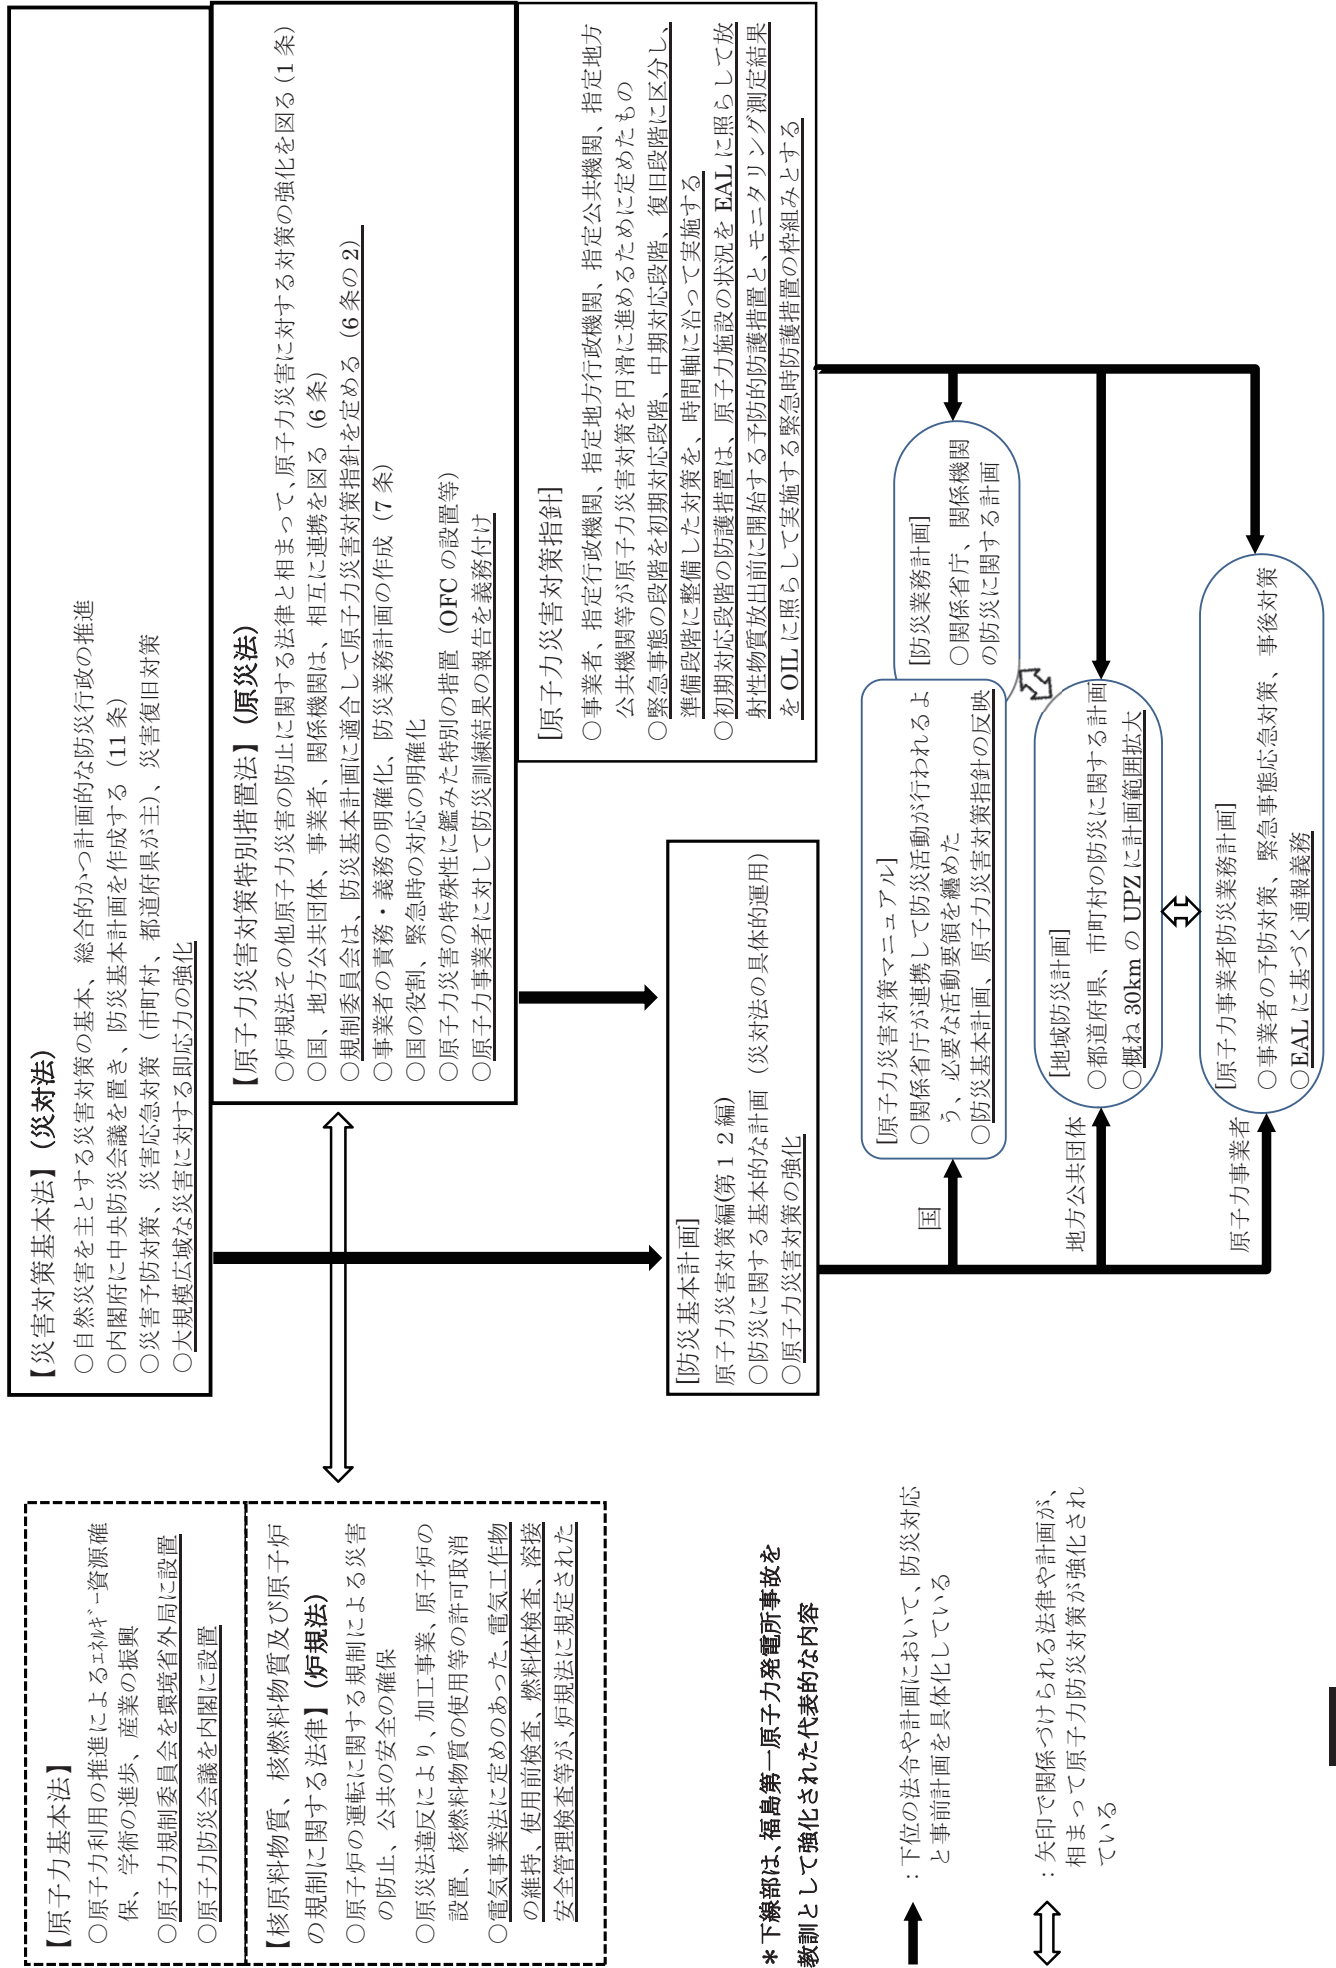 【原子力基本法】
○原子力利用の推進によるｴﾈﾙｷﾞｰ資源確
保、学術の進歩、産業の振興
○原子力規制委員会を環境省外局に設置
○原子力防災会議を内閣に設置
【核原料物質、核燃料物質及び原子炉
の規制に関する法律】（炉規法）
○原子炉の運転に関する規制による災害
の防止、公共の安全の確保
○原災法違反により、加工事業、原子炉の
設置、核燃料物質の使用等の許可取消
○電気事業法に定めのあった、電気工作物
の維持、使用前検査、燃料体検査、溶接
安全管理検査等が、炉規法に規定された
【災害対策基本法】（災対法）
○自然災害を主とする災害対策の基本、総合的かつ計画的な防災行政の推進
○内閣府に中央防災会議を置き、防災基本計画を作成する（11 条）
○災害予防対策、災害応急対策（市町村、都道府県が主）、災害復旧対策
○大規模広域な災害に対する即応力の強化
【原子力災害対策特別措置法】（原災法）
○炉規法その他原子力災害の防止に関する法律と相まって、原子力災害に対する対策の強化を図る（1 条）
○国、地方公共団体、事業者、関係機関は、相互に連携を図る（6 条）
○規制委員会は、防災基本計画に適合して原子力災害対策指針を定める（6 条の 2）
○事業者の責務・義務の明確化、防災業務計画の作成（7 条）
○国の役割、緊急時の対応の明確化
○原子力災害の特殊性に鑑みた特別の措置（OFC の設置等）
○原子力事業者に対して防災訓練結果の報告を義務付け
[原子力災害対策指針]
○事業者、指定行政機関、指定地方行政機関、指定公共機関、指定地方
公共機関等が原子力災害対策を円滑に進めるために定めたもの
○緊急事態の段階を初期対応段階、中期対応段階、復旧段階に区分し、
準備段階に整備した対策を、時間軸に沿って実施する
○初期対応段階の防護措置は、原子力施設の状況を EAL に照らして放
射性物質放出前に開始する予防的防護措置と、モニタリング測定結果
を OIL に照らして実施する緊急時防護措置の枠組みとする
[防災基本計画]
原子力災害対策編(第１２編)
○防災に関する基本的な計画（災対法の具体的運用）
○原子力災害対策の強化
国
[原子力災害対策マニュアル]
○関係省庁が連携して防災活動が行われるよ
う、必要な活動要領を纏めた
○防災基本計画、原子力災害対策指針の反映
[防災業務計画]
○関係省庁、関係機関
の防災に関する計画
地方公共団体
[地域防災計画]
○都道府県、市町村の防災に関する計画
○概ね 30km の UPZ に計画範囲拡大
原子力事業者
[原子力事業者防災業務計画]
○事業者の予防対策、緊急事態応急対策、事後対策
○EAL に基づく通報義務
＊下線部は、福島第一原子力発電所事故を
教訓として強化された代表的な内容
：下位の法令や計画において、防災対応
と事前計画を具体化している
：矢印で関係づけられる法律や計画が、
相まって原子力防災対策が強化され
ている